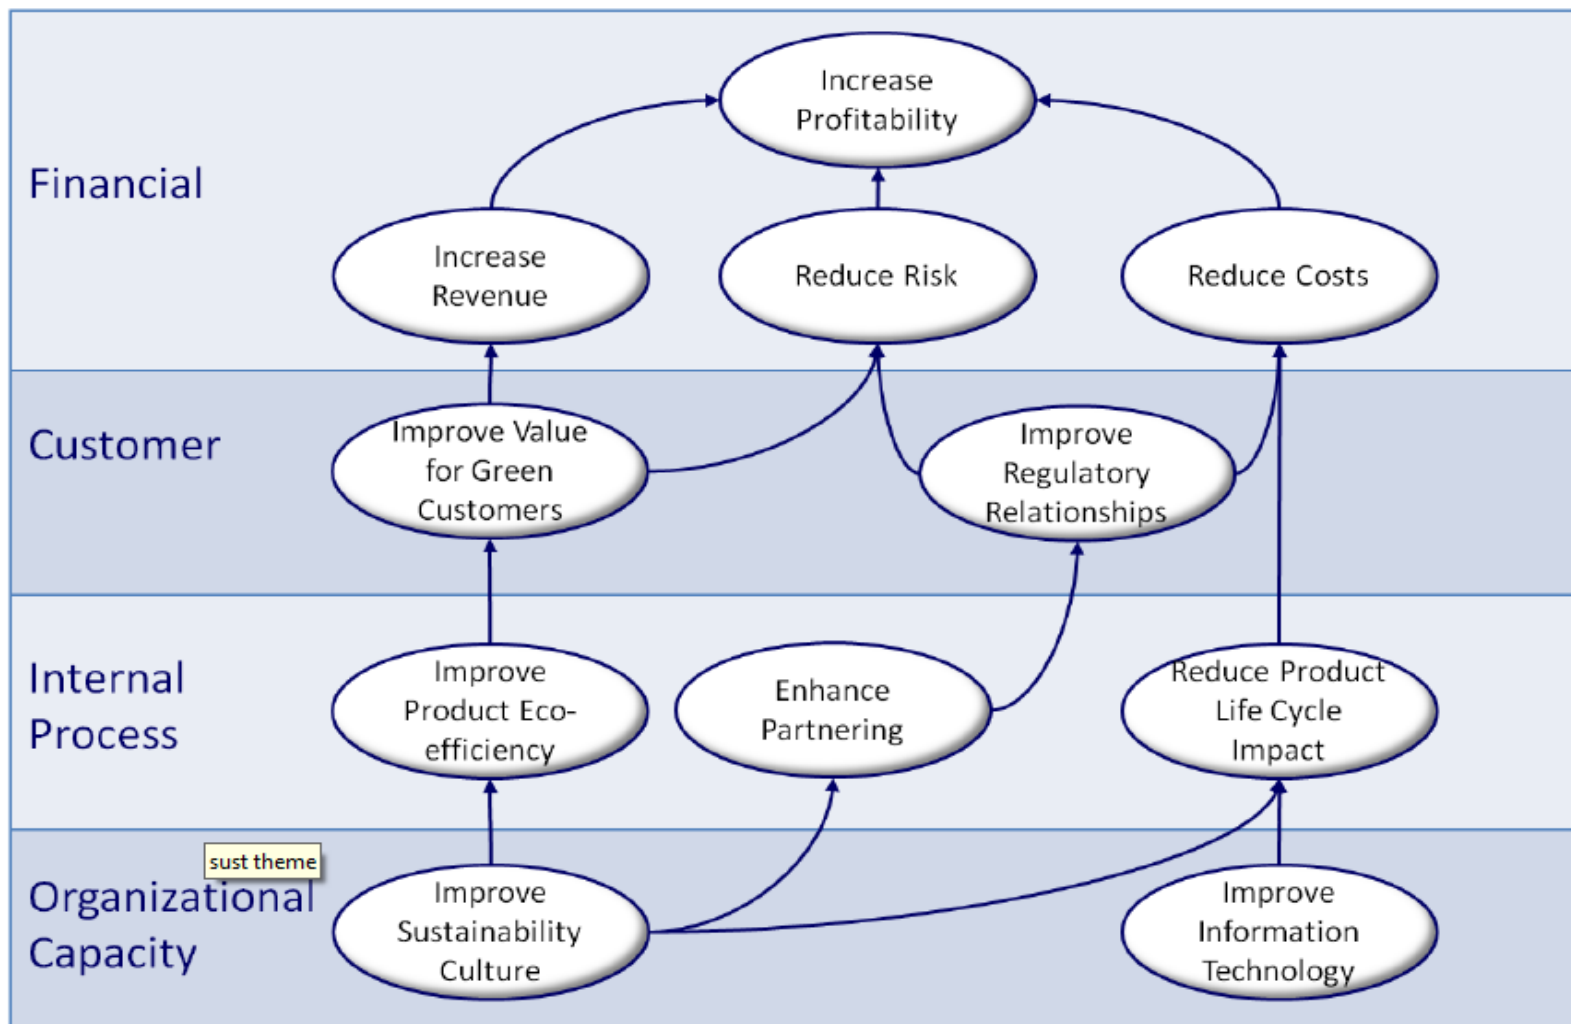 Increase
Profitability
Financial
Increase
Revenue
Reduce Risk
Reduce Costs
Customer
Improve Value
for Green
Customers
Improve
Regulatory
Relationships
Internal
Process
Improve
Product Eco-
efficiency
Enhance
Partnering
Reduce Product
Life Cycle
Impact
sust theme
Organizational
Capacity
Improve
Sustainability
Culture
Improve
Information
Technology